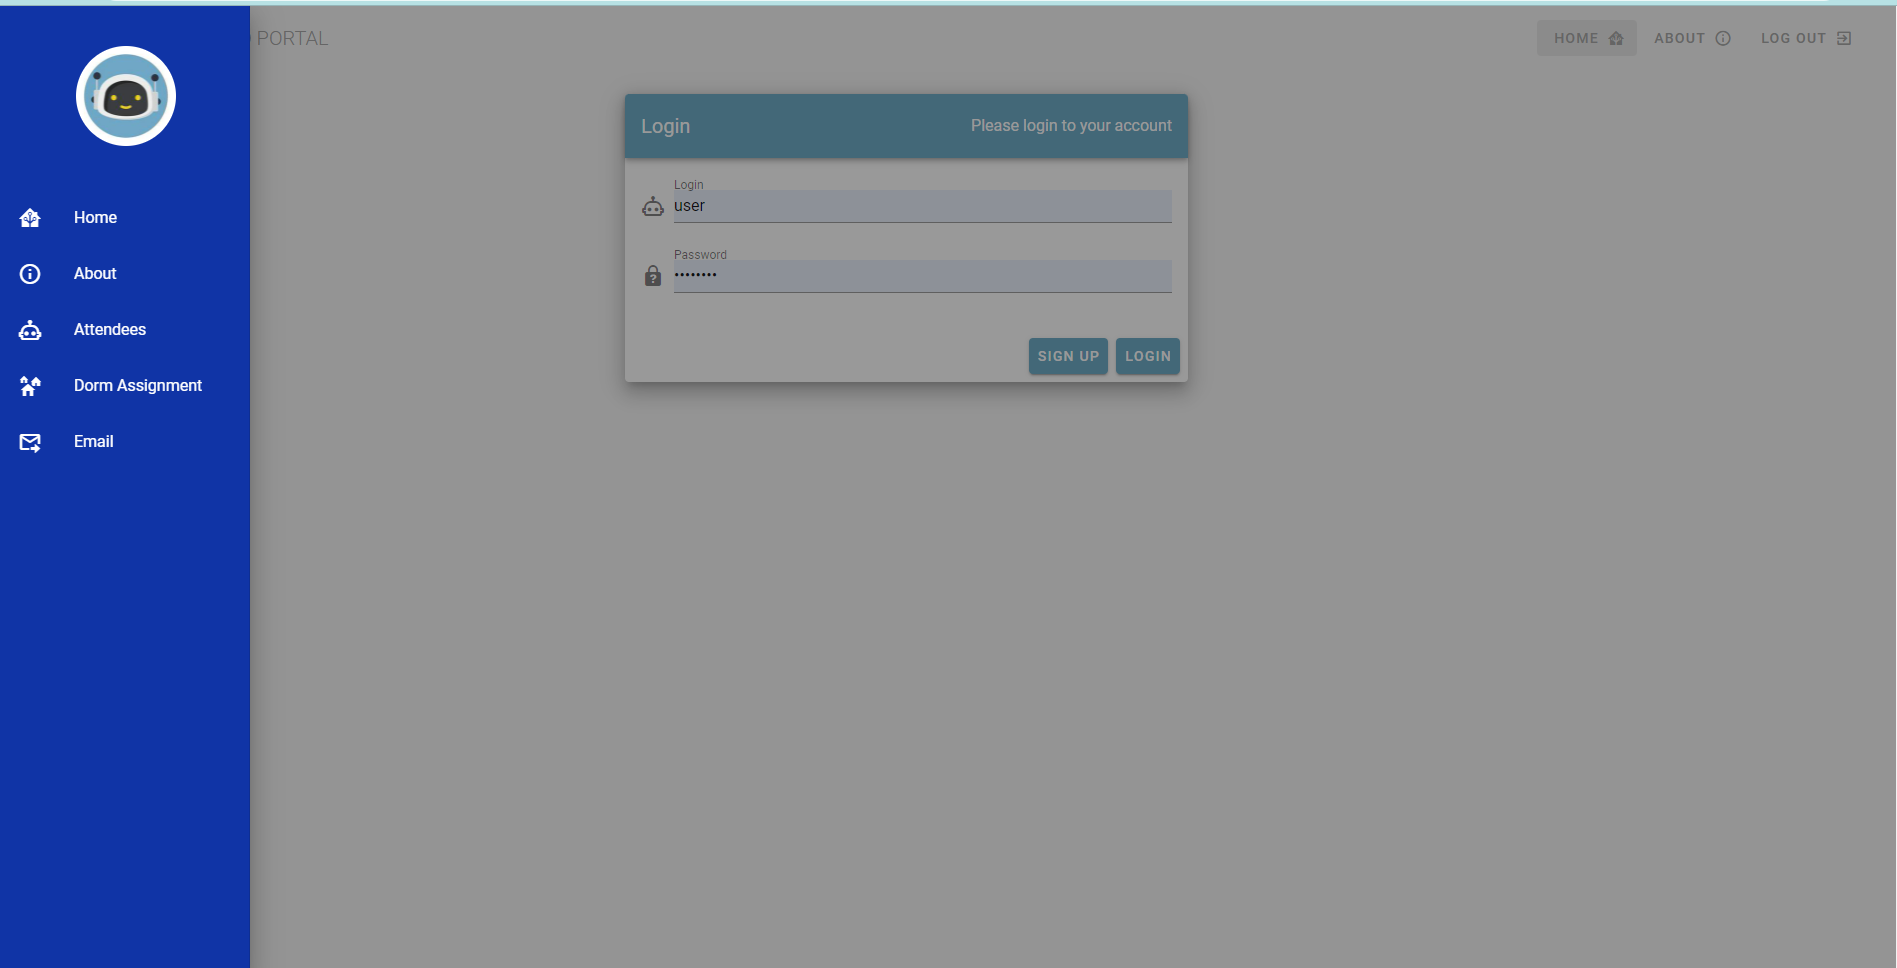 PORTAL
HOME
ABOUT
LOG OUT
Home
About
Attendees
Dorm Assignment
Email
Login
Please login to your account
Login
user
Password
••••••••
SIGN UP
LOGIN